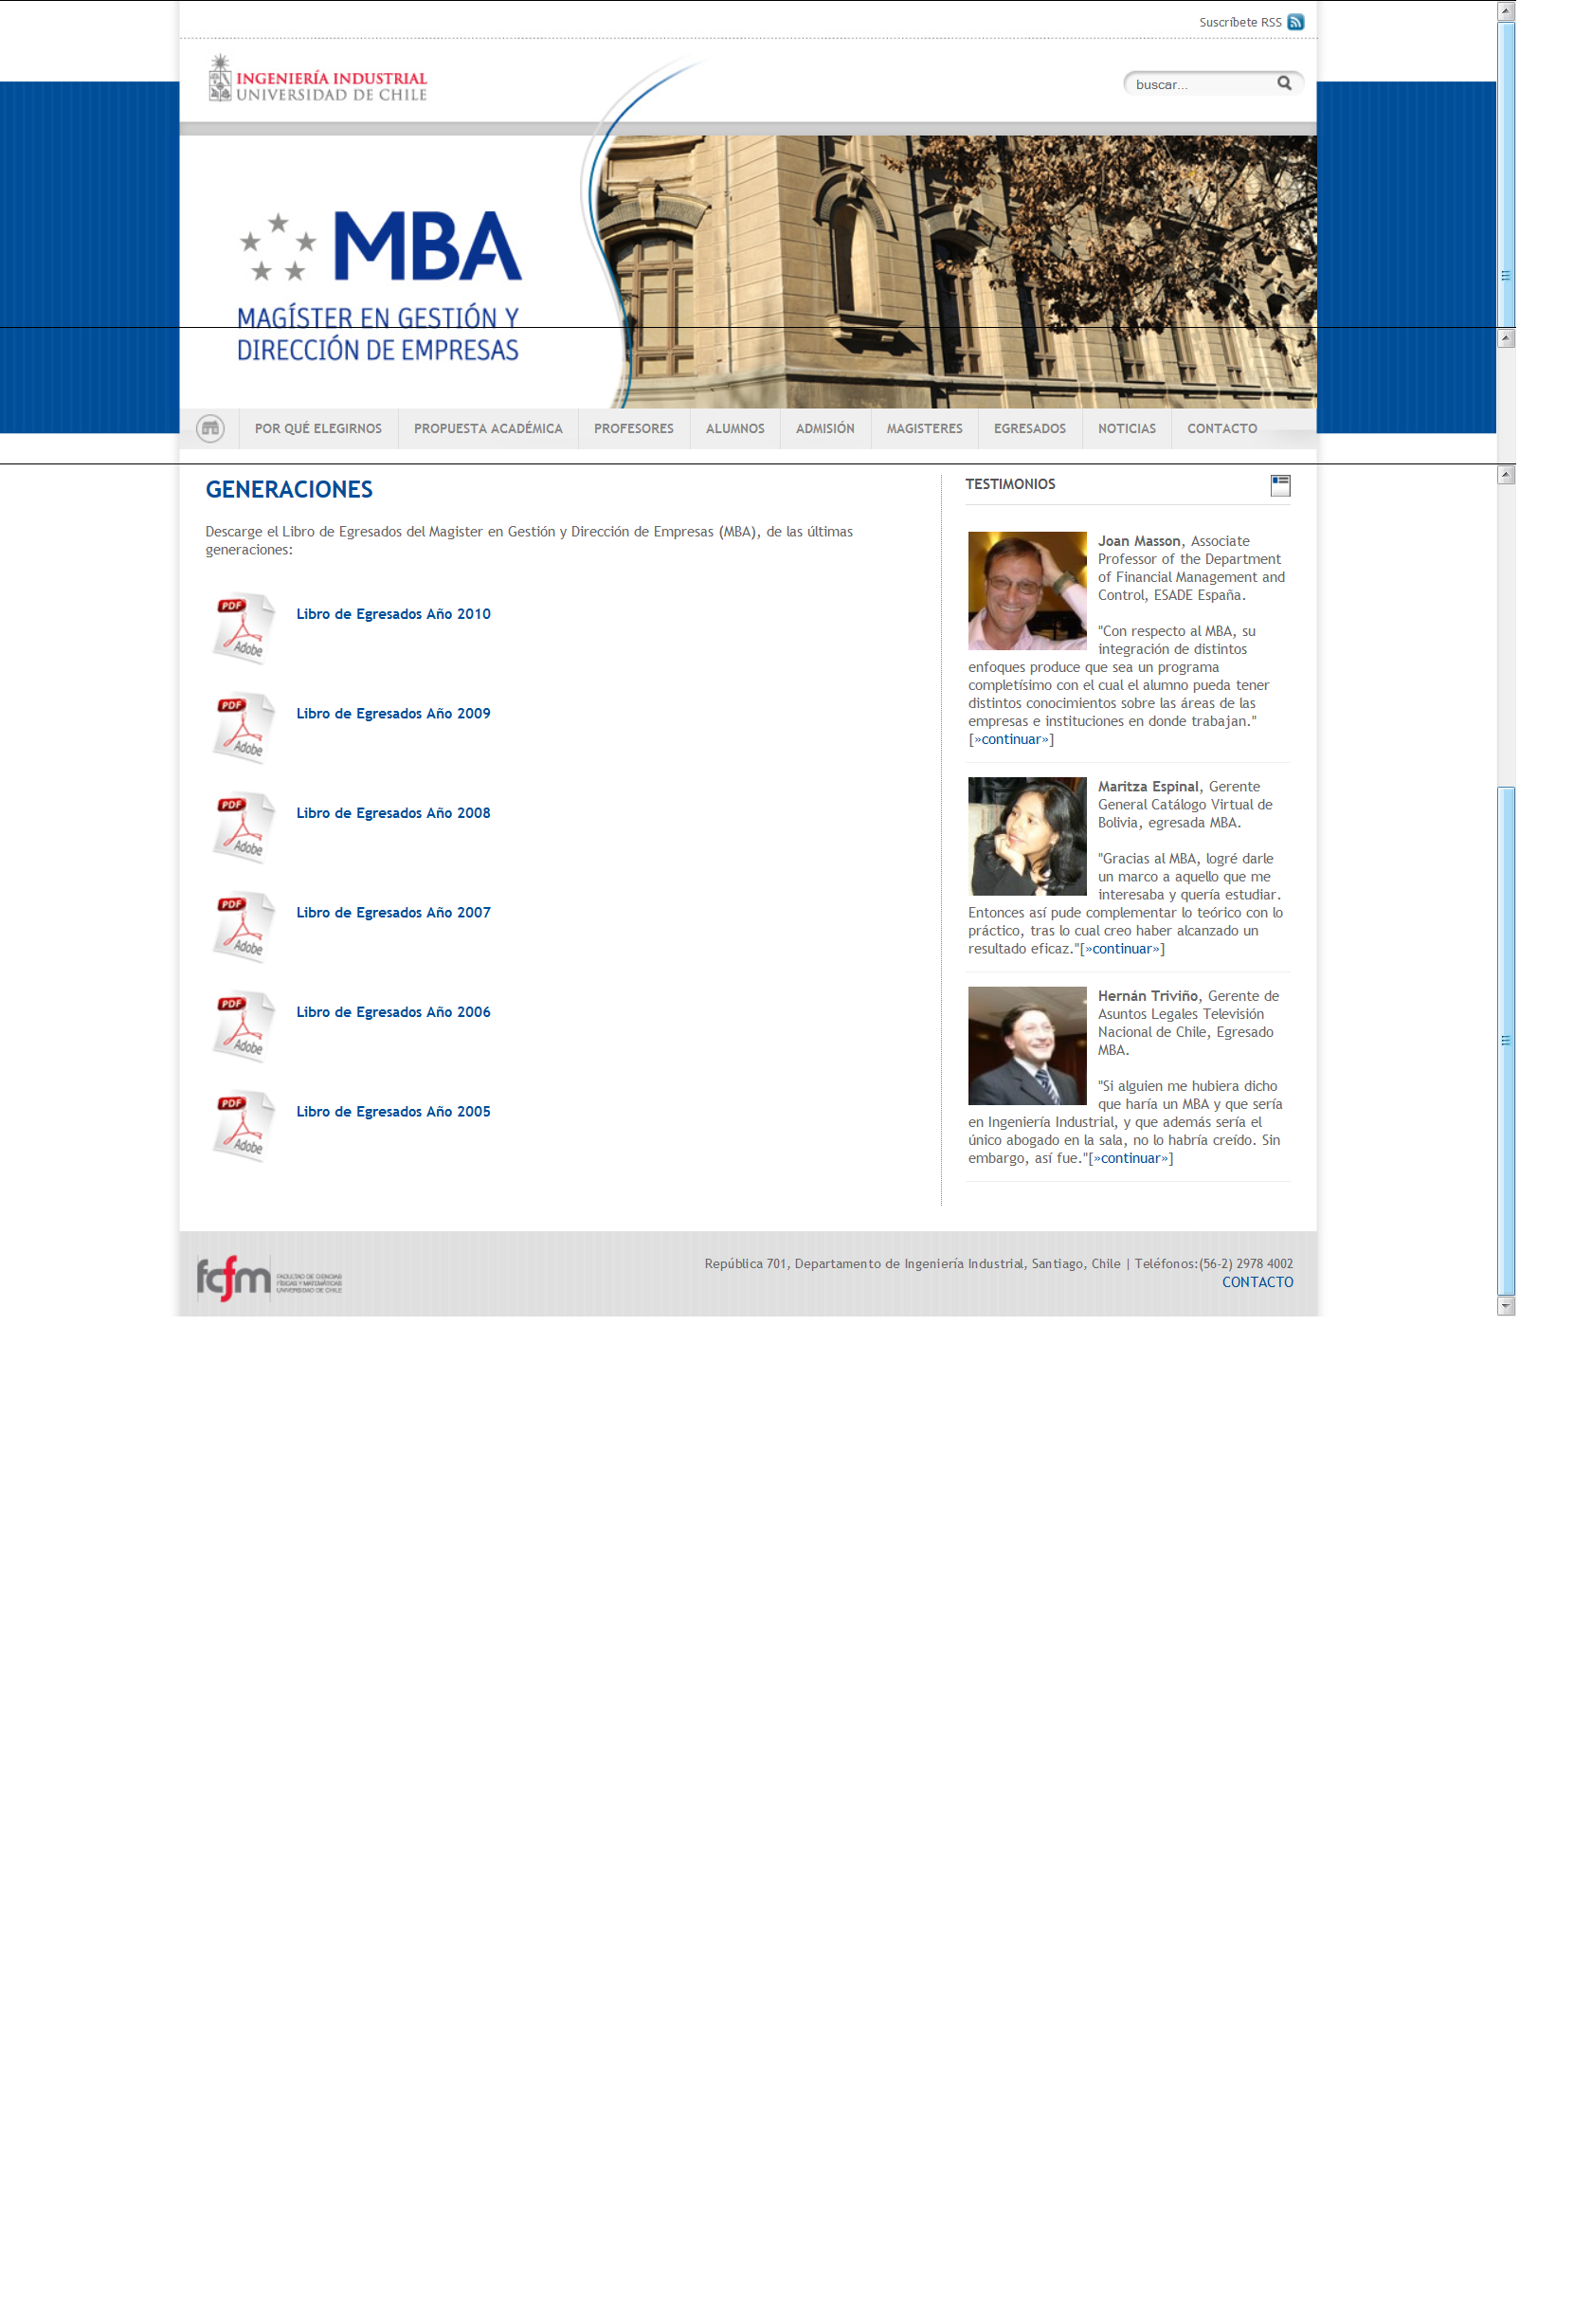 Suscríbete RSS
INGENIERÍA INDUSTRIAL
UNIVERSIDAD DE CHILE
buscar...
MBA
MAGÍSTER EN GESTIÓN Y
DIRECCIÓN DE EMPRESAS
POR QUÉ ELEGIRNOS PROPUESTA ACADÉMICA PROFESORES ALUMNOS ADMISIÓN MAGISTERES EGRESADOS NOTICIAS CONTACTO
GENERACIONES
Descarge el Libro de Egresados del Magister en Gestión y Dirección de Empresas (MBA), de las últimas
generaciones:
PDF
Adobe
Libro de Egresados Año 2010
PDF
Adobe
Libro de Egresados Año 2009
PDF
Adobe
Libro de Egresados Año 2008
PDF
Adobe
Libro de Egresados Año 2007
PDF
Adobe
Libro de Egresados Año 2006
PDF
Adobe
Libro de Egresados Año 2005
TESTIMONIOS
Joan Masson, Associate
Professor of the Department
of Financial Management and
Control, ESADE España.
"Con respecto al MBA, su
integración de distintos
enfoques produce que sea un programa
completísimo con el cual el alumno pueda tener
distintos conocimientos sobre las áreas de las
empresas e instituciones en donde trabajan."
[»continuar»]
Maritza Espinal, Gerente
General Catálogo Virtual de
Bolivia, egresada MBA.
"Gracias al MBA, logré darle
un marco a aquello que me
interesaba y quería estudiar.
Entonces así pude complementar lo teórico con lo
práctico, tras lo cual creo haber alcanzado un
resultado eficaz."[»continuar»]
Hernán Triviño, Gerente de
Asuntos Legales Televisión
Nacional de Chile, Egresado
MBA.
"Si alguien me hubiera dicho
que haría un MBA y que sería
en Ingeniería Industrial, y que además sería el
único abogado en la sala, no lo habría creído. Sin
embargo, así fue."[»continuar»]
fcfm
FACULTAD DE CIENCIAS
FÍSICAS Y MATEMÁTICAS
UNIVERSIDAD DE CHILE
República 701, Departamento de Ingeniería Industrial, Santiago, Chile | Teléfonos:(56-2) 2978 4002
CONTACTO